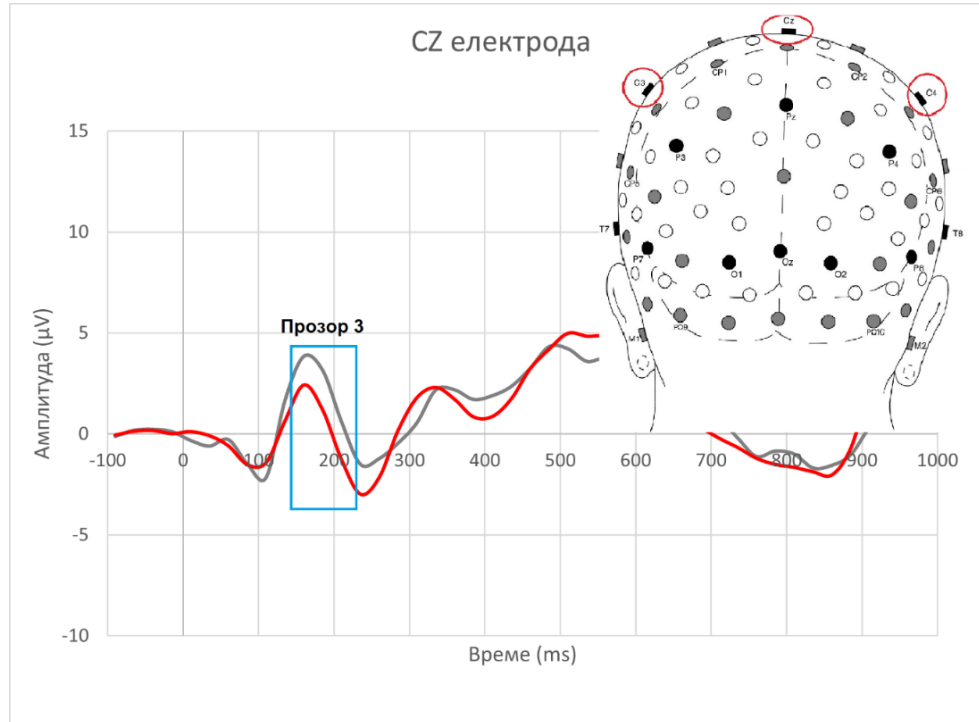 CZ електрода
Cz
C3
C4
CP1
CP2
Pz
P3
P4
CP5
CP6
T7
T8
P7
P8
O1
Oz
O2
PO9
PO10
M1
M2
15
10
5
0
-5
-10
Амплитуда (μV)
Прозор 3
-100
0
100
200
300
400
500
600
700
800
900
1000
Време (ms)